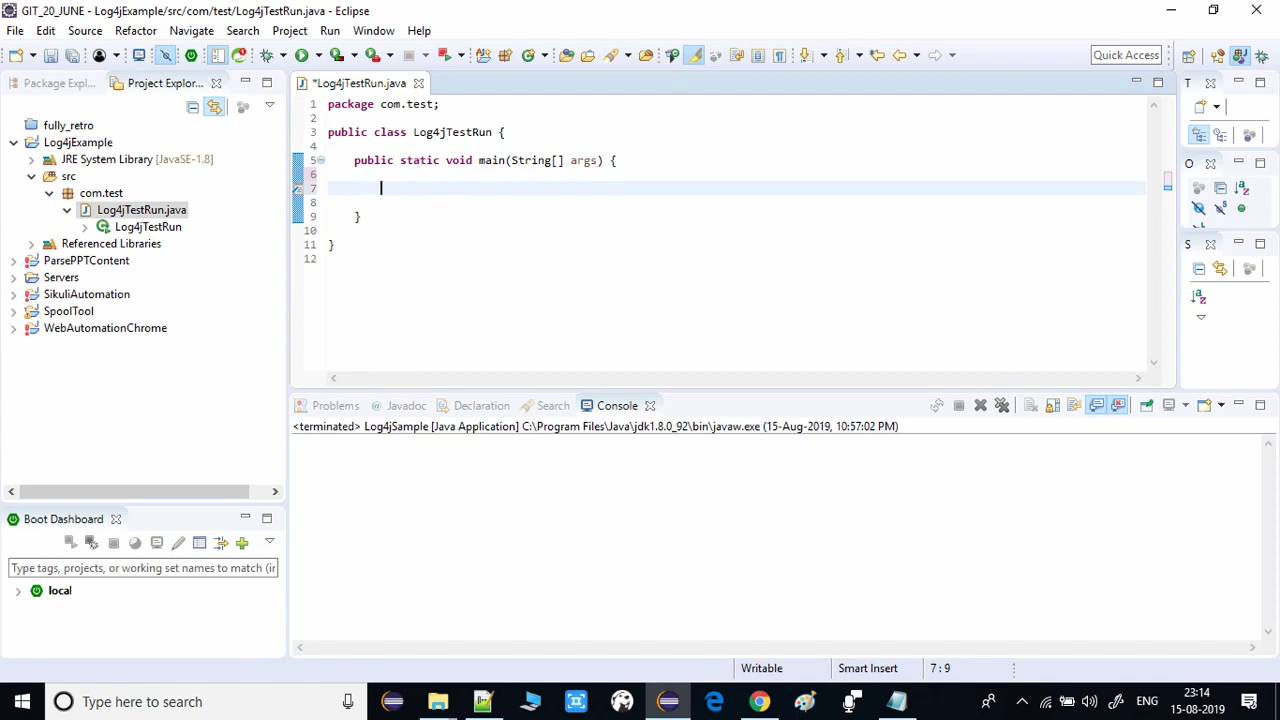 GIT_20_JUNE - Log4jExample/src/com/test/Log4jTestRun.java - Eclipse
File Edit Source Refactor Navigate Search Project Run Window Help
Quick Access
Package Expl...
Project Explor...
fully_retro
Log4jExample
JRE System Library [JavaSE-1.8]
src
com.test
Log4jTestRun.java
Log4jTestRun
Referenced Libraries
ParsePPTContent
Servers
SikuliAutomation
SpoolTool
WebAutomationChrome
*Log4jTestRun.java
1 package com.test;
2
3 public class Log4jTestRun {
4
5 public static void main(String[] args) {
6
7
8
9 }
10
11 }
12
T
O
S
Problems @ Javadoc Declaration Search Console
<terminated> Log4jSample [Java Application] C:\Program Files\Java\jdk1.8.0_92\bin\javaw.exe (15-Aug-2019, 10:57:02 PM)
Boot Dashboard
Type tags, projects, or working set names to match (ir
local
Writable Smart Insert 7 : 9
Type here to search
ENG
23:14
15-08-2019